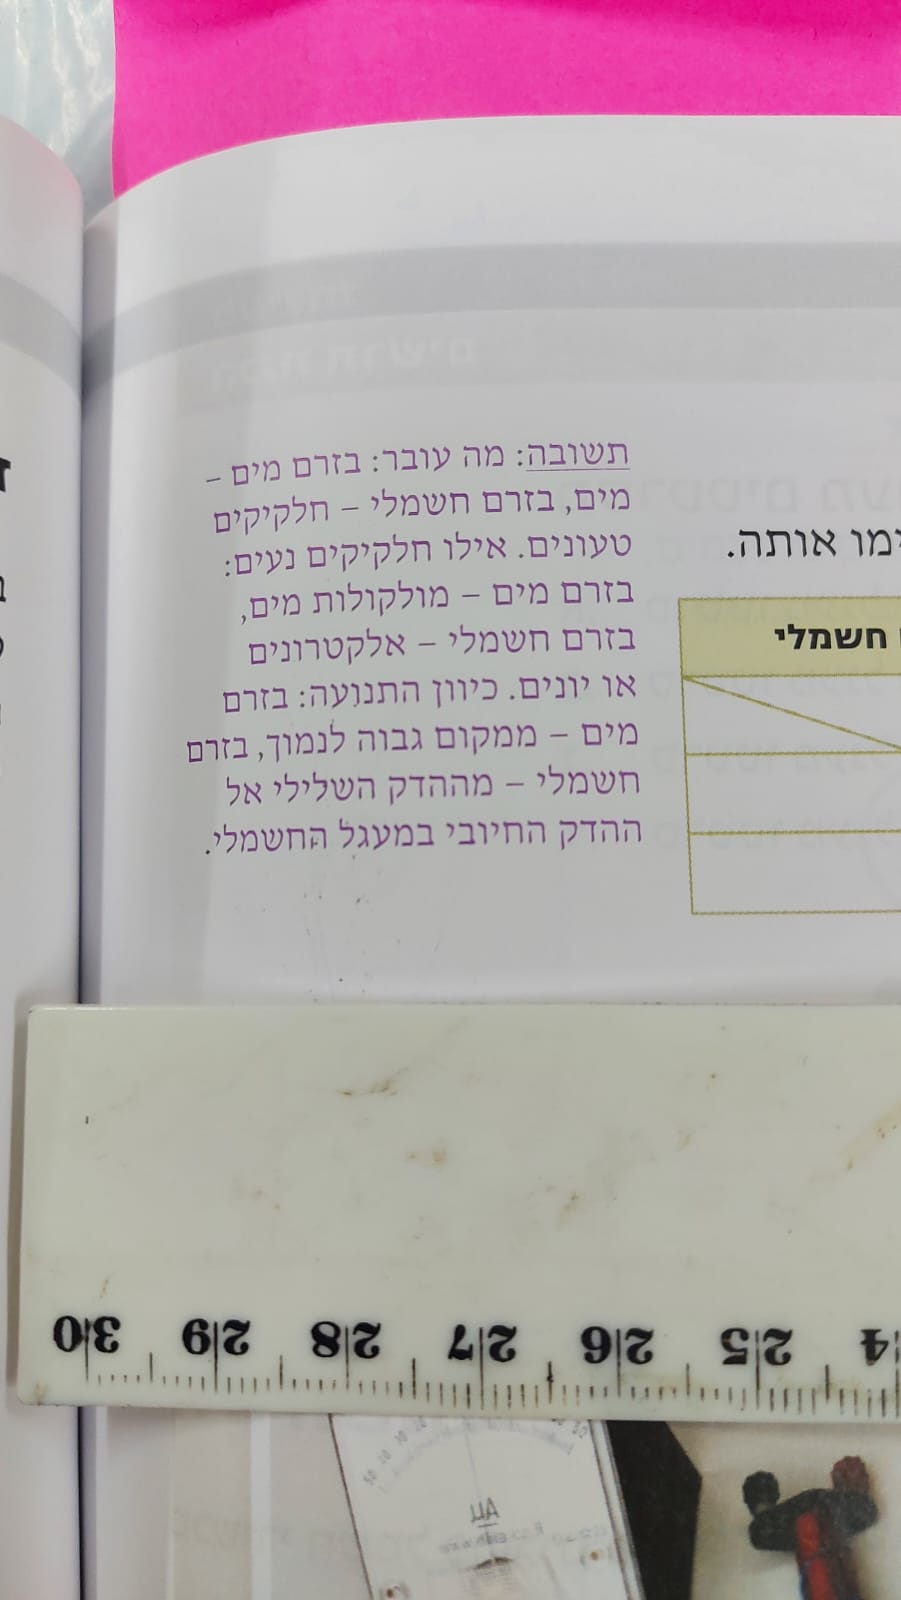 תשובה: מה עובר: בזרם מים –
מים, בזרם חשמלי – חלקיקים
טעונים. אילו חלקיקים נעים:
בזרם מים – מולקולות מים,
בזרם חשמלי – אלקטרונים
או יונים. כיוון התנועה: בזרם
מים – ממקום גבוה לנמוך, בזרם
חשמלי – מההדק השלילי אל
ההדק החיובי במעגל החשמלי.
אותה.
חשמלי
30 29 28 27 26 25